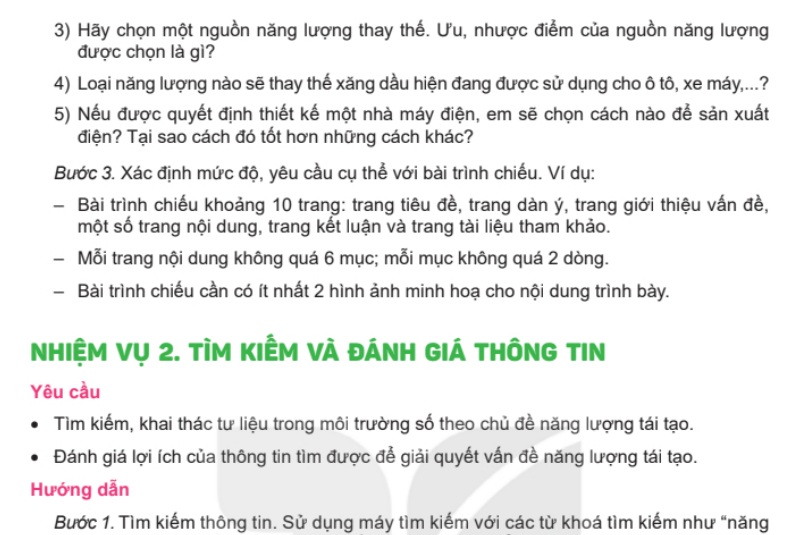 3) Hãy chọn một nguồn năng lượng thay thế. Ưu, nhược điểm của nguồn năng lượng
được chọn là gì?
4) Loại năng lượng nào sẽ thay thế xăng dầu hiện đang được sử dụng cho ô tô, xe máy,...?
5) Nếu được quyết định thiết kế một nhà máy điện, em sẽ chọn cách nào để sản xuất
điện? Tại sao cách đó tốt hơn những cách khác?
Bước 3. Xác định mức độ, yêu cầu cụ thể với bài trình chiếu. Ví dụ:
– Bài trình chiếu khoảng 10 trang: trang tiêu đề, trang dàn ý, trang giới thiệu vấn đề,
một số trang nội dung, trang kết luận và trang tài liệu tham khảo.
– Mỗi trang nội dung không quá 6 mục; mỗi mục không quá 2 dòng.
– Bài trình chiếu cần có ít nhất 2 hình ảnh minh hoạ cho nội dung trình bày.
NHIỆM VỤ 2. TÌM KIẾM VÀ ĐÁNH GIÁ THÔNG TIN
Yêu cầu
• Tìm kiếm, khai thác tư liệu trong môi trường số theo chủ đề năng lượng tái tạo.
• Đánh giá lợi ích của thông tin tìm được để giải quyết vấn đề năng lượng tái tạo.
Hướng dẫn
Bước 1. Tìm kiếm thông tin. Sử dụng máy tìm kiếm với các từ khoá tìm kiếm như “năng